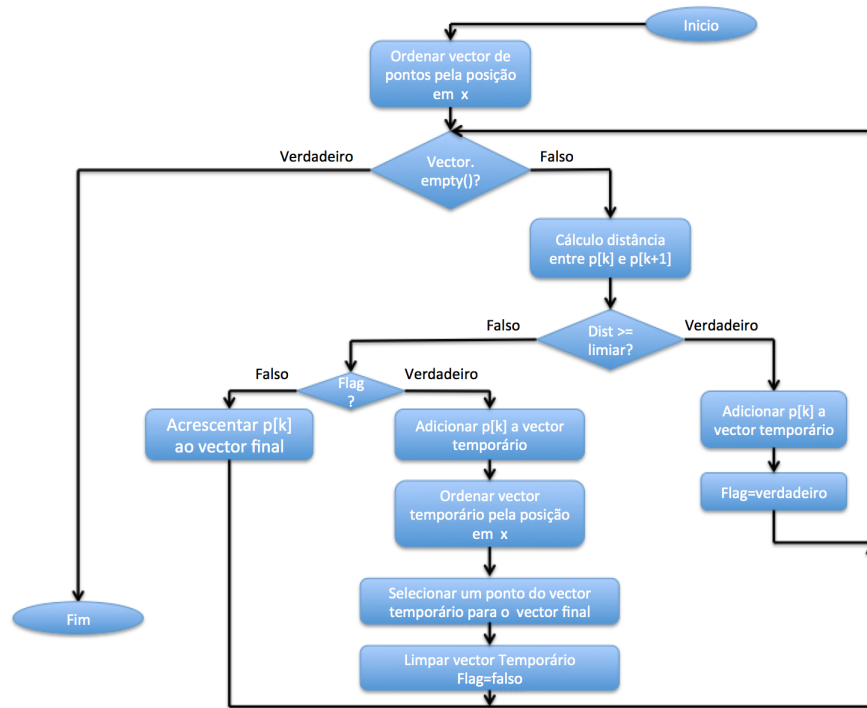 Inicio
Ordenar vector de
pontos pela posição
em x
Verdadeiro
Vector.
empty()?
Falso
Cálculo distância
entre p[k] e p[k+1]
Falso
Dist >=
limiar?
Verdadeiro
Falso
Flag
?
Verdadeiro
Acrescentar p[k]
ao vector final
Adicionar p[k] a vector
temporário
Adicionar p[k] a
vector temporário
Ordenar vector
temporário pela posição
em x
Flag=verdadeiro
Selecionar um ponto do vector
temporário para o vector final
Fim
Limpar vector Temporário
Flag=falso